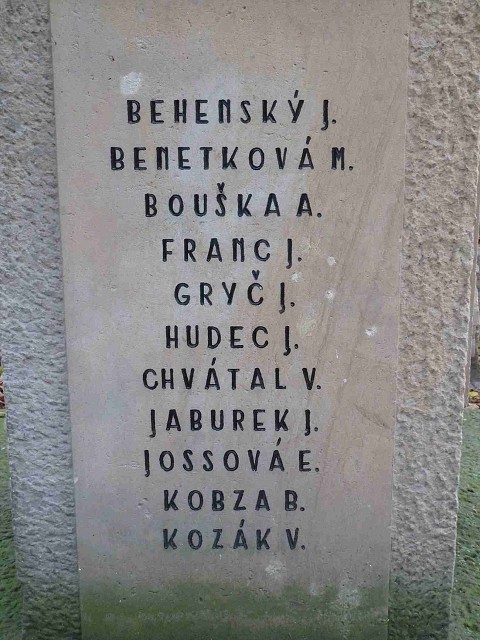 BEHENSKÝ J.
BENETKOVÁ M.
BOUŠKA A.
FRANC J.
GRYČ J.
HUDEC J.
CHVÁTAL V.
JABUREK J.
JOSSOVÁ E.
KOBZA B.
KOZÁK V.